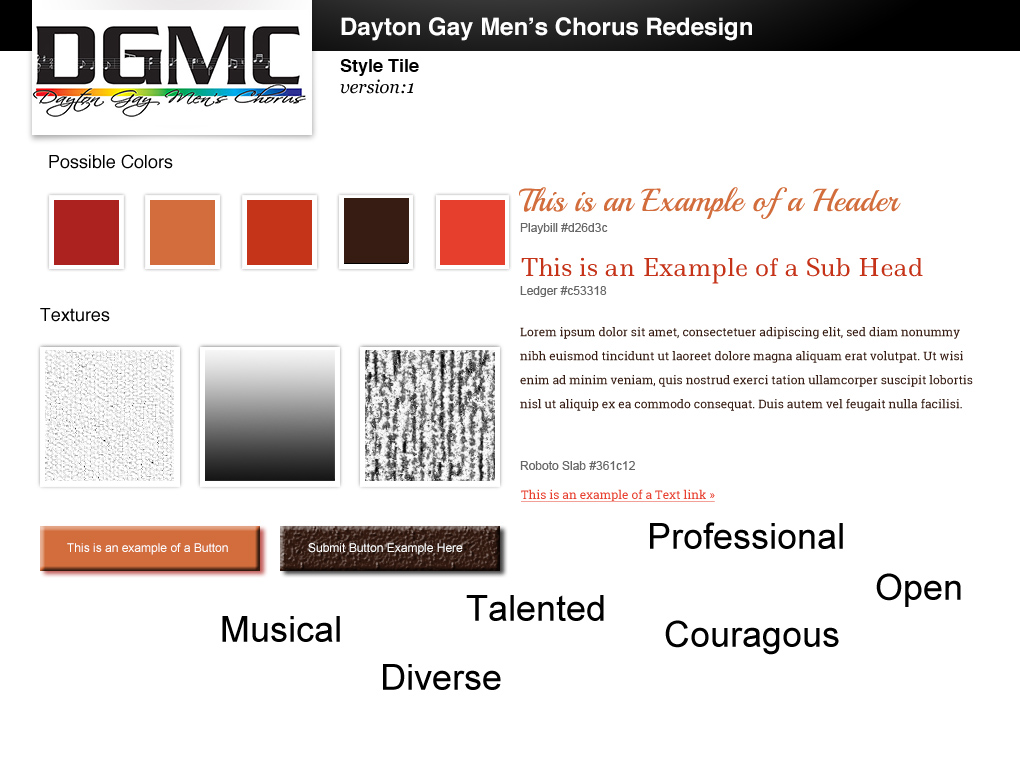 DGMC
Dayton Gay Men's Chorus
Dayton Gay Men’s Chorus Redesign
Style Tile
version:1
Possible Colors
This is an Example of a Header
Playbill #d26d3c
This is an Example of a Sub Head
Ledger #c53318
Textures
Lorem ipsum dolor sit amet, consectetuer adipiscing elit, sed diam nonummy
nibh euismod tincidunt ut laoreet dolore magna aliquam erat volutpat. Ut wisi
enim ad minim veniam, quis nostrud exerci tation ullamcorper suscipit lobortis
nisl ut aliquip ex ea commodo consequat. Duis autem vel feugait nulla facilisi.
Roboto Slab #361c12
This is an example of a Text link »
This is an example of a Button
Submit Button Example Here
Professional
Open
Talented
Musical
Couragous
Diverse